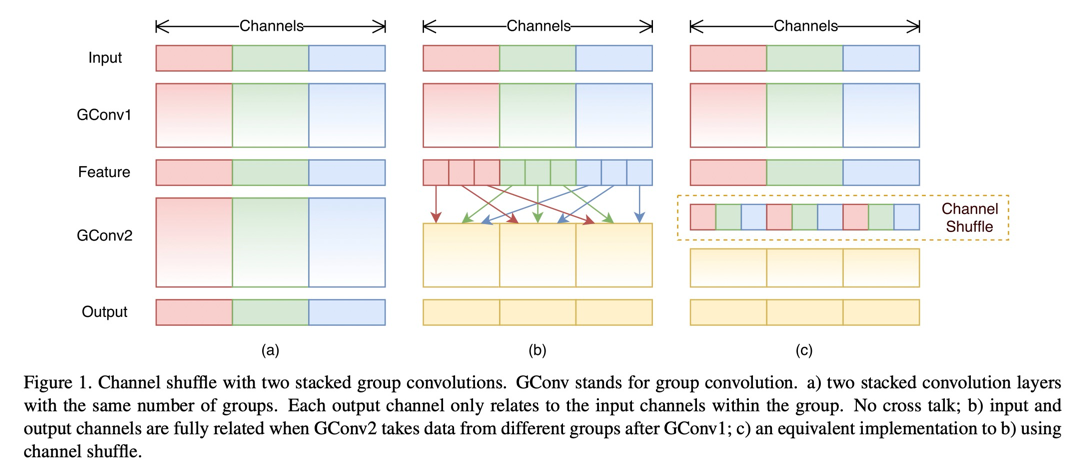 Channels Channels Channels
Input
GConv1
Feature
Channel
Shuffle
GConv2
Output
(a) (b) (c)
Figure 1. Channel shuffle with two stacked group convolutions. GConv stands for group convolution. a) two stacked convolution layers
with the same number of groups. Each output channel only relates to the input channels within the group. No cross talk; b) input and
output channels are fully related when GConv2 takes data from different groups after GConv1; c) an equivalent implementation to b) using
channel shuffle.